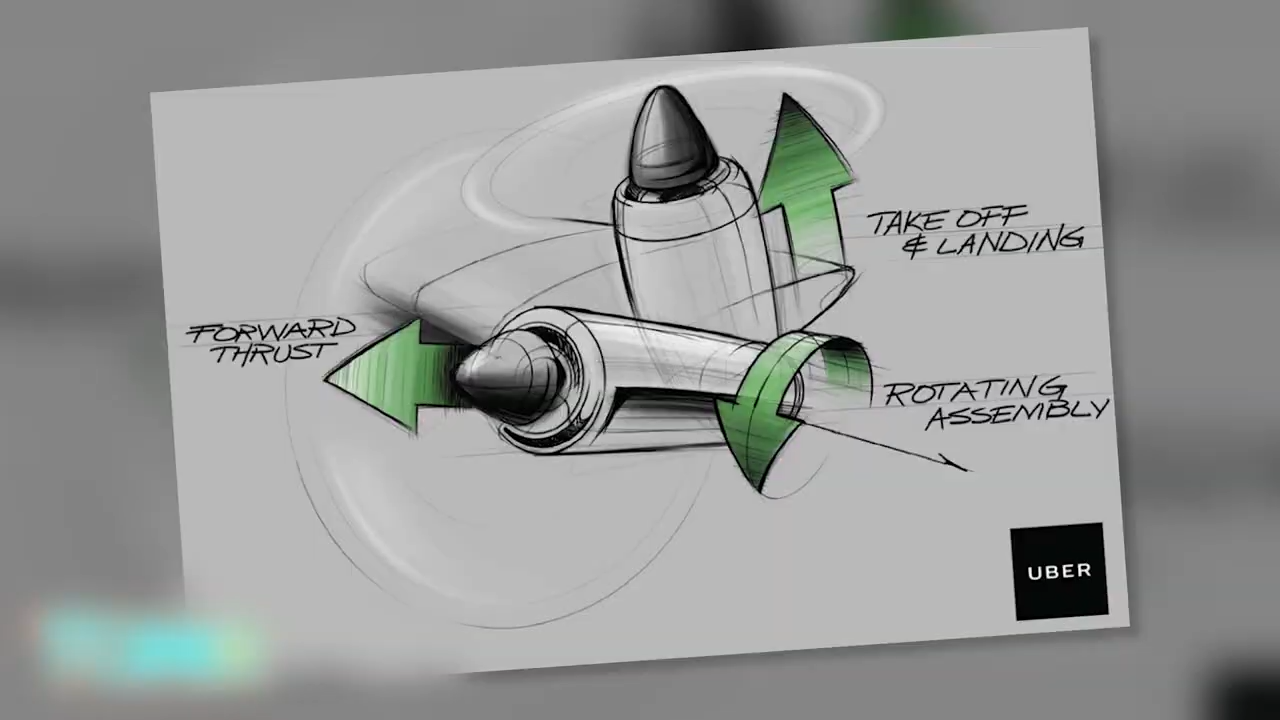 TAKE OFF
& LANDING
FORWARD
THRUST
ROTATING
ASSEMBLY
UBER